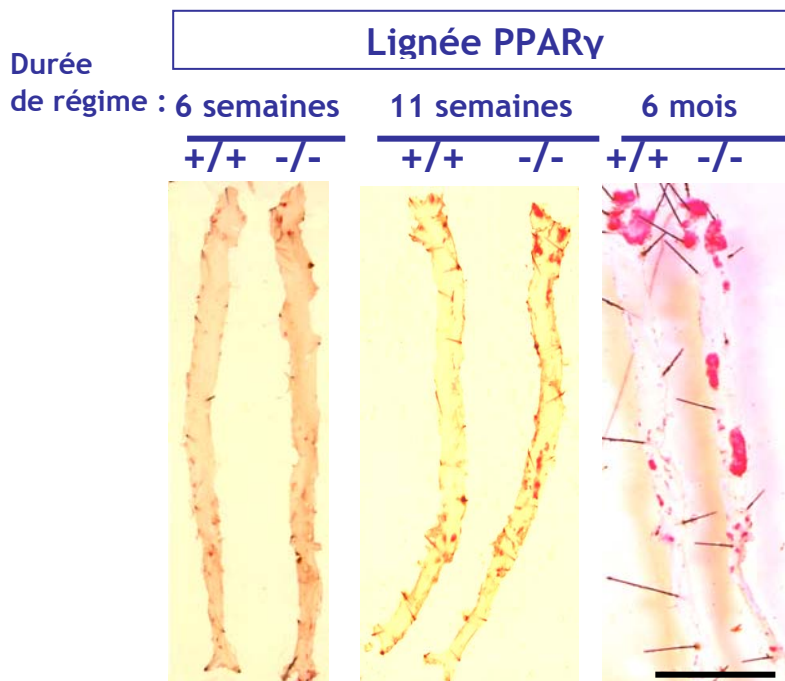 Lignée PPARγ
Durée
de régime : 6 semaines 11 semaines 6 mois
+/+ -/- +/+ -/- +/+ -/-